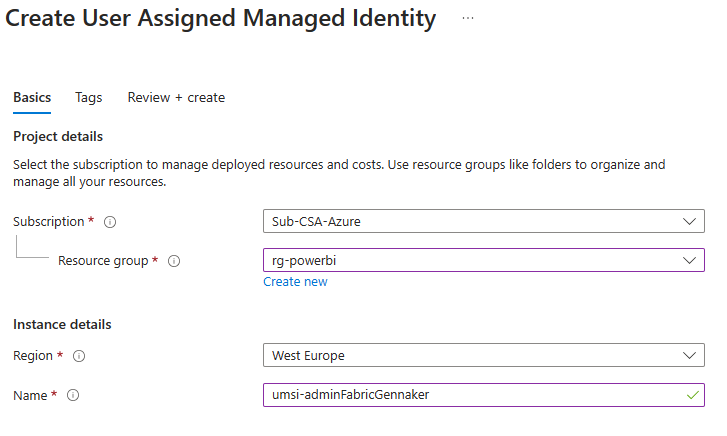 Create User Assigned Managed Identity ...
Basics Tags Review + create
Project details
Select the subscription to manage deployed resources and costs. Use resource groups like folders to organize and
manage all your resources.
Subscription * Sub-CSA-Azure
Resource group * rg-powerbi
Create new
Instance details
Region * West Europe
Name * umsi-adminFabricGennaker